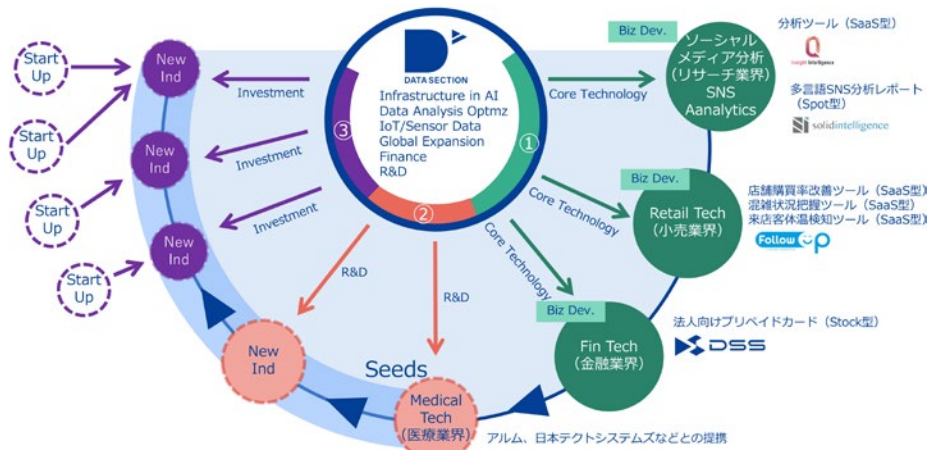 Start
Up
New
Ind
Investment
Start
Up
New
Ind
Investment
Start
Up
New
Ind
Investment
Start
Up
DATA SECTION
Infrastructure in AI
Data Analysis Optmz
IoT/Sensor Data
Global Expansion
Finance
R&D
①
②
③
Core Technology
Core Technology
Core Technology
R&D
R&D
Biz Dev.
ソーシャル
メディア分析
(リサーチ業界)
SNS
Aanalytics
分析ツール（SaaS型）
Insight Intelligence
多言語SNS分析レポート
（Spot型）
Si solidintelligence
Biz Dev.
Retail Tech
(小売業界)
店舗購買率改善ツール（SaaS型）
混雑状況把握ツール（SaaS型）
来店客体温検知ツール（SaaS型）
Follow UP
Biz Dev.
Fin Tech
(金融業界)
法人向けプリペイドカード（Stock型）
DSS
New
Ind
Seeds
Medical
Tech
(医療業界)
アルム、日本テクトシステムズなどとの提携